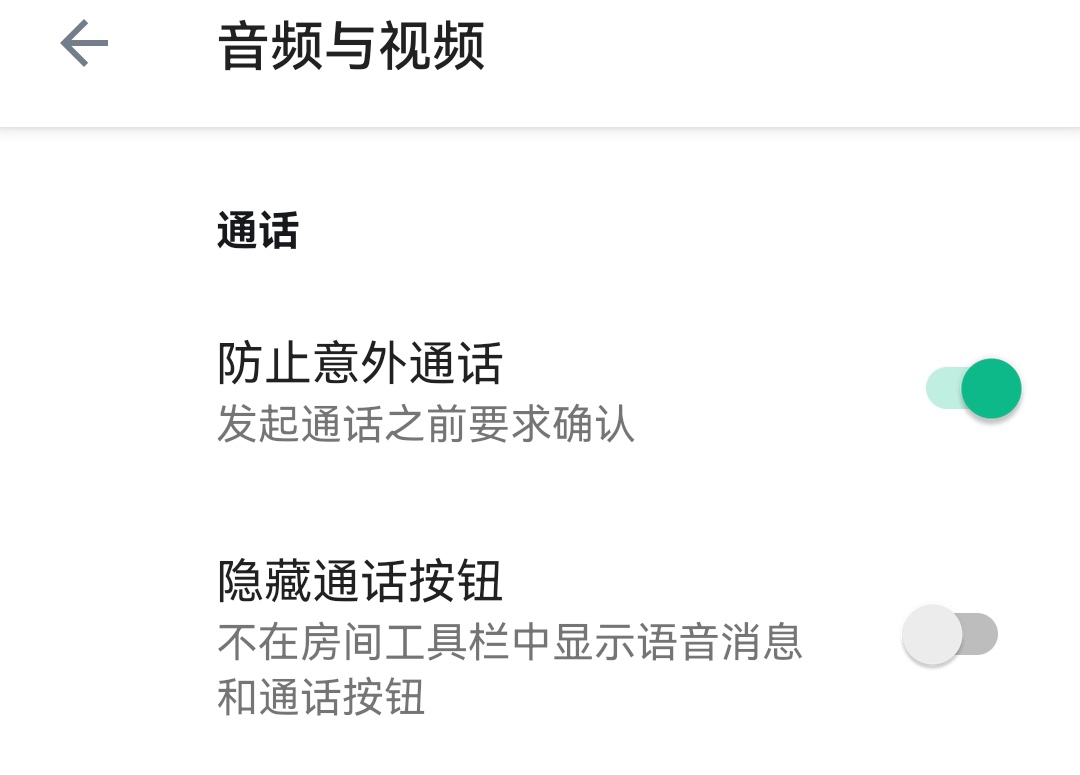 音频与视频
通话
防止意外通话
发起通话之前要求确认
隐藏通话按钮
不在房间工具栏中显示语音消息
和通话按钮